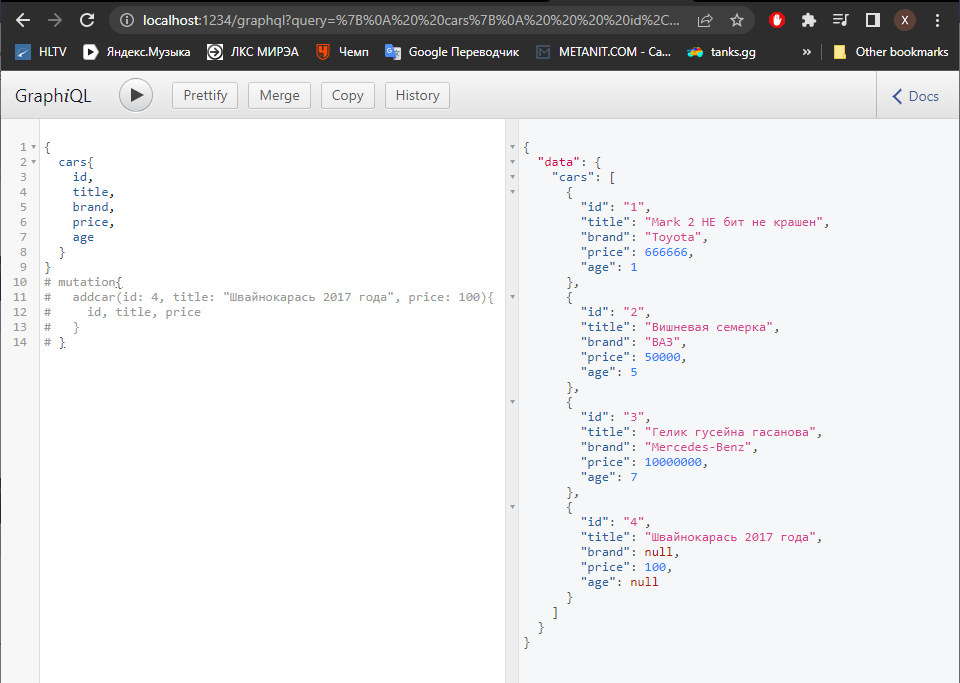 localhost:1234/graphql?query=%7B%0A%20%20cars%7B%0A%20%20%20%20id%2C...
X
HLTV Яндекс.Музыка ЛКС МИРЭА Чемп Google Переводчик METANIT.COM - Са... tanks.gg » Other bookmarks
GraphiQL Prettify Merge Copy History Docs
1 {
2 cars{
3 id,
4 title,
5 brand,
6 price,
7 age
8 }
9 }
10 # mutation{
11 # addcar(id: 4, title: "Швайнокарась 2017 года", price: 100){
12 # id, title, price
13 # }
14 # }
{
"data": {
"cars": [
{
"id": "1",
"title": "Mark 2 НЕ бит не крашен",
"brand": "Toyota",
"price": 666666,
"age": 1
},
{
"id": "2",
"title": "Вишневая семерка",
"brand": "ВАЗ",
"price": 50000,
"age": 5
},
{
"id": "3",
"title": "Гелик гусейна гасанова",
"brand": "Mercedes-Benz",
"price": 10000000,
"age": 7
},
{
"id": "4",
"title": "Швайнокарась 2017 года",
"brand": null,
"price": 100,
"age": null
}
]
}
}